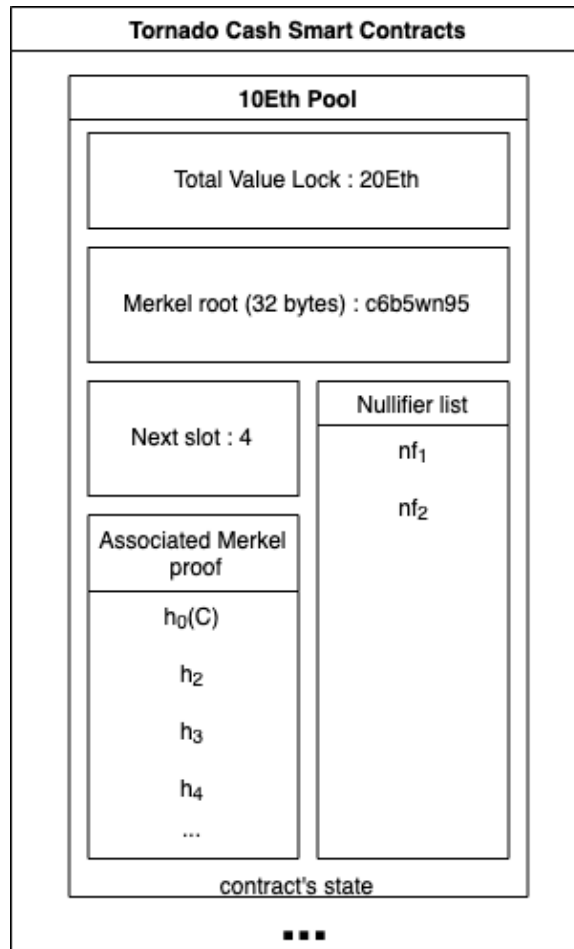 Tornado Cash Smart Contracts
10Eth Pool
Total Value Lock : 20Eth
Merkel root (32 bytes) : c6b5wn95
Next slot : 4
Nullifier list
nf₁
nf₂
Associated Merkel
proof
h₀(C)
h₂
h₃
h₄
...
contract's state
...